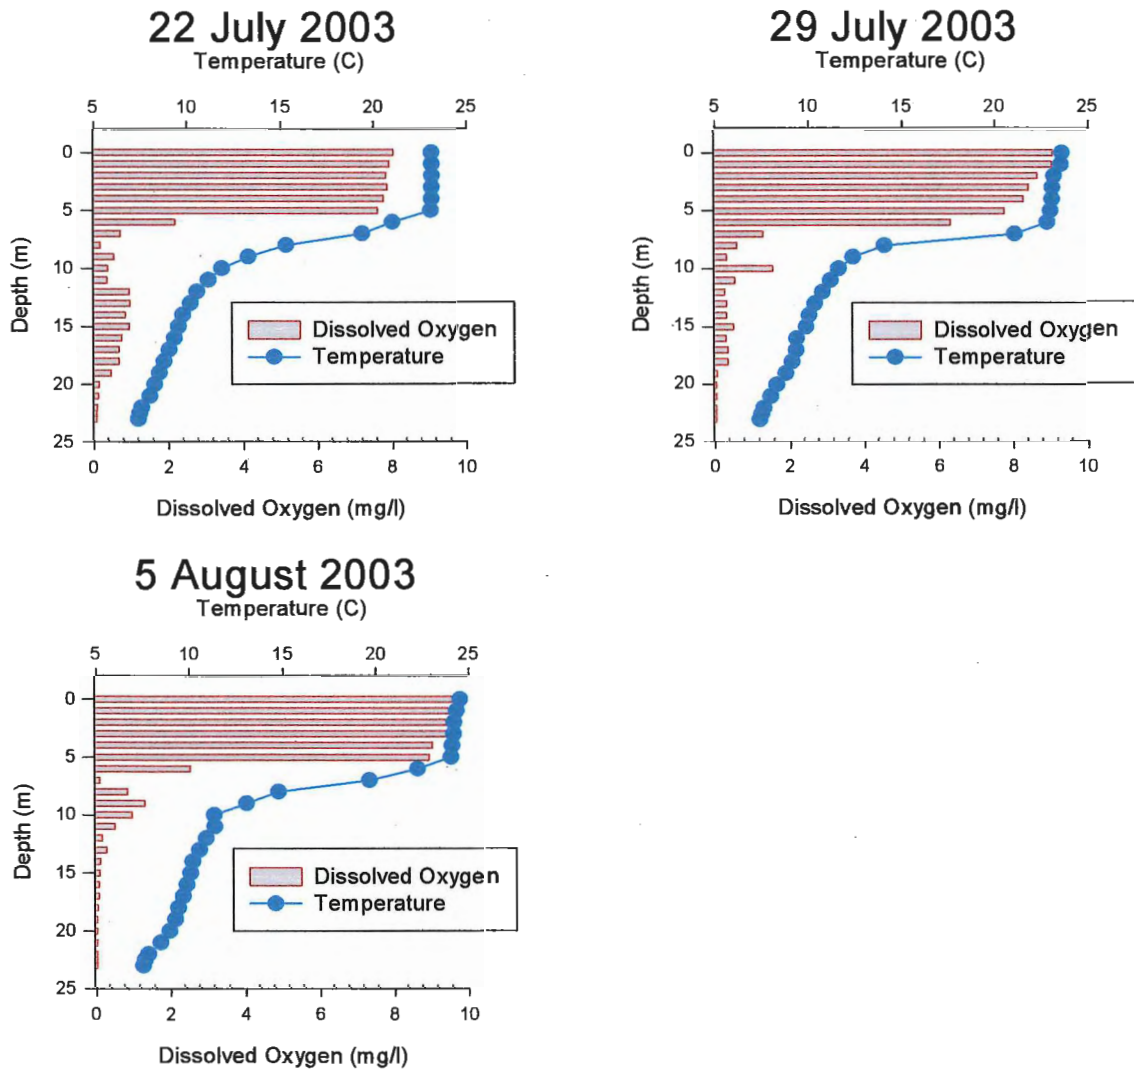 22 July 2003
Temperature (C)
5 10 15 20 25
0
5
10
15
20
25
Depth (m)
Dissolved Oxygen
Temperature
0 2 4 6 8 10
Dissolved Oxygen (mg/l)
29 July 2003
Temperature (C)
5 10 15 20 25
0
5
10
15
20
25
Depth (m)
Dissolved Oxygen
Temperature
0 2 4 6 8 10
Dissolved Oxygen (mg/l)
5 August 2003
Temperature (C)
5 10 15 20 25
0
5
10
15
20
25
Depth (m)
Dissolved Oxygen
Temperature
0 2 4 6 8 10
Dissolved Oxygen (mg/l)